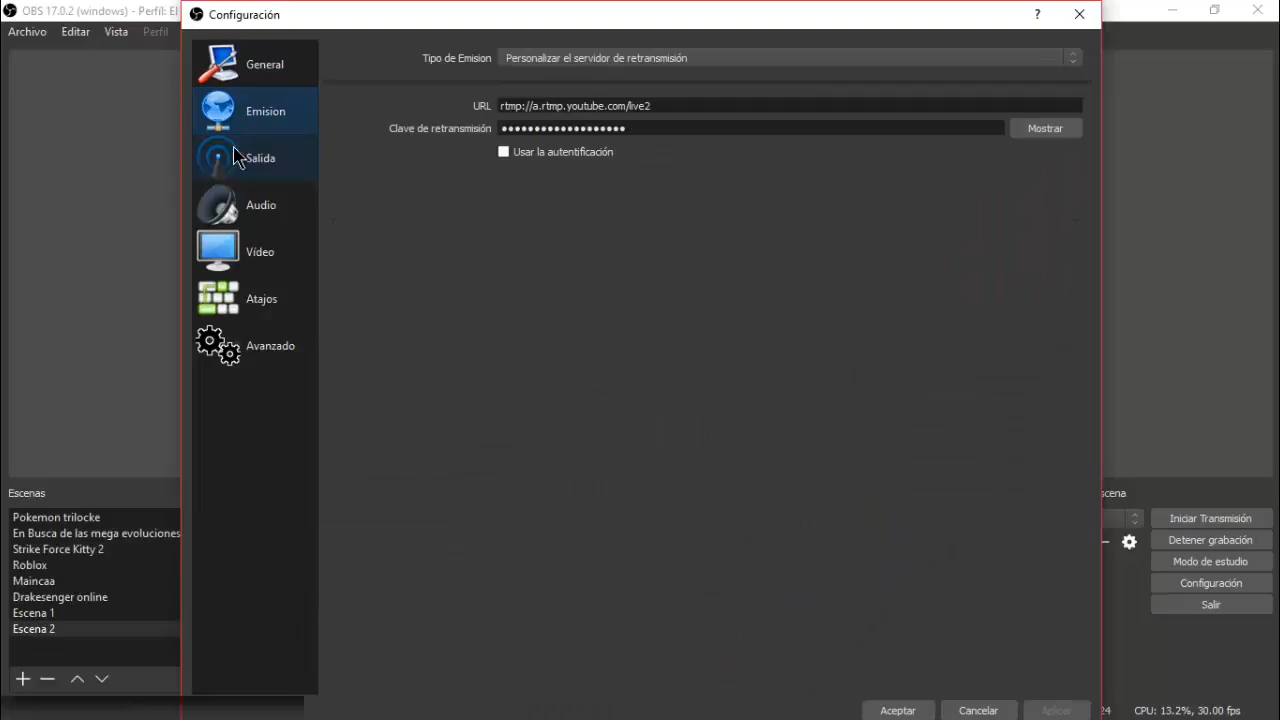 OBS 17.0.2 (windows) - Perfil: El
Configuración
?
Archivo Editar Vista Perfil
General
Emision
Salida
Audio
Vídeo
Atajos
Avanzado
Tipo de Emision Personalizar el servidor de retransmisión
URL rtmp://a.rtmp.youtube.com/live2
Clave de retransmisión Mostrar
Usar la autentificación
Escenas
Pokemon trilocke
En Busca de las mega evoluciones
Strike Force Kitty 2
Roblox
Maincaa
Drakesenger online
Escena 1
Escena 2
scena
Iniciar Transmisión
Detener grabación
Modo de estudio
Configuración
Salir
Aceptar Cancelar Aplicar
24 CPU: 13.2%, 30.00 fps